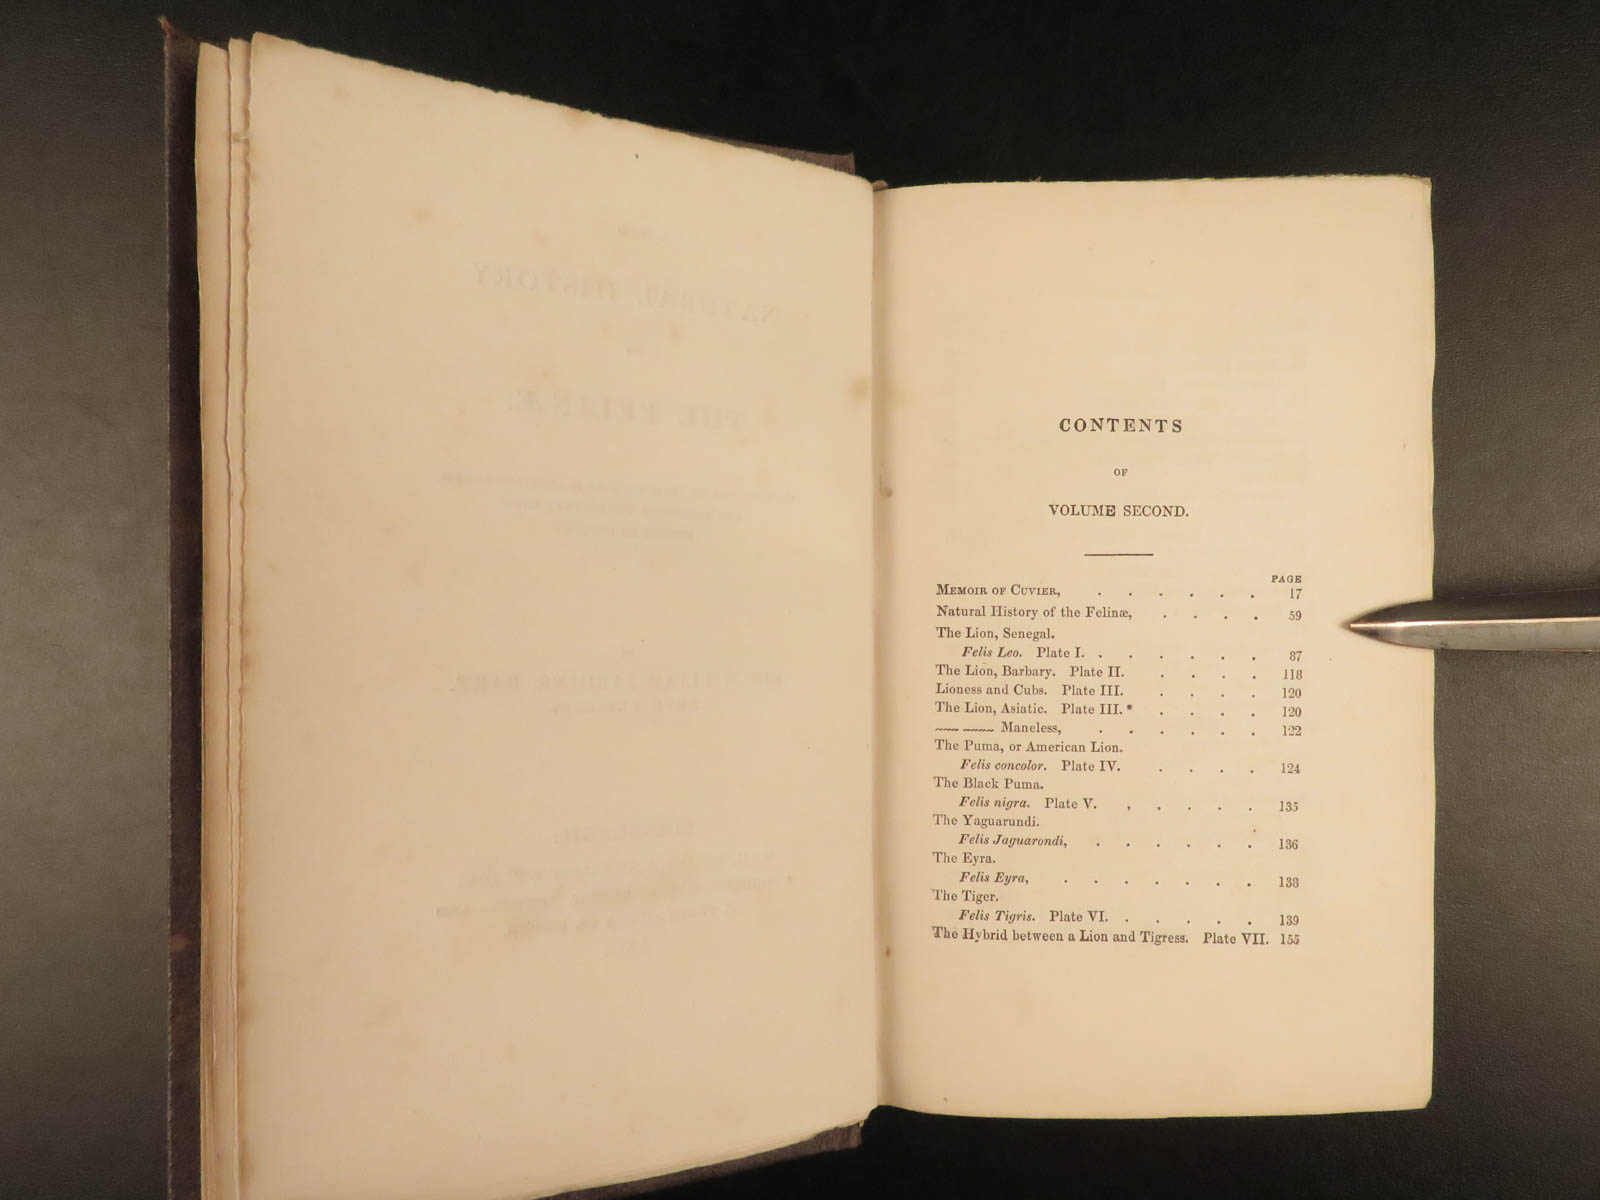 CONTENTS
OF
VOLUME SECOND.
PAGE
MEMOIR OF CUVIER, . . . . . . 17
Natural History of the Felinæ, . . . . 59
The Lion, Senegal.
Felis Leo. Plate I. . . . . . . 87
The Lion, Barbary. Plate II. . . . . 118
Lioness and Cubs. Plate III. . . . . 120
The Lion, Asiatic. Plate III.* . . . . 120
—— —— Maneless, . . . . . . 122
The Puma, or American Lion.
Felis concolor. Plate IV. . . . . 124
The Black Puma.
Felis nigra. Plate V. , . . . . 135
The Yaguarundi.
Felis Jaguarondi, . . . . . . 136
The Eyra.
Felis Eyra, . . . . . . . 138
The Tiger.
Felis Tigris. Plate VI. . . . . . 139
The Hybrid between a Lion and Tigress. Plate VII. 155